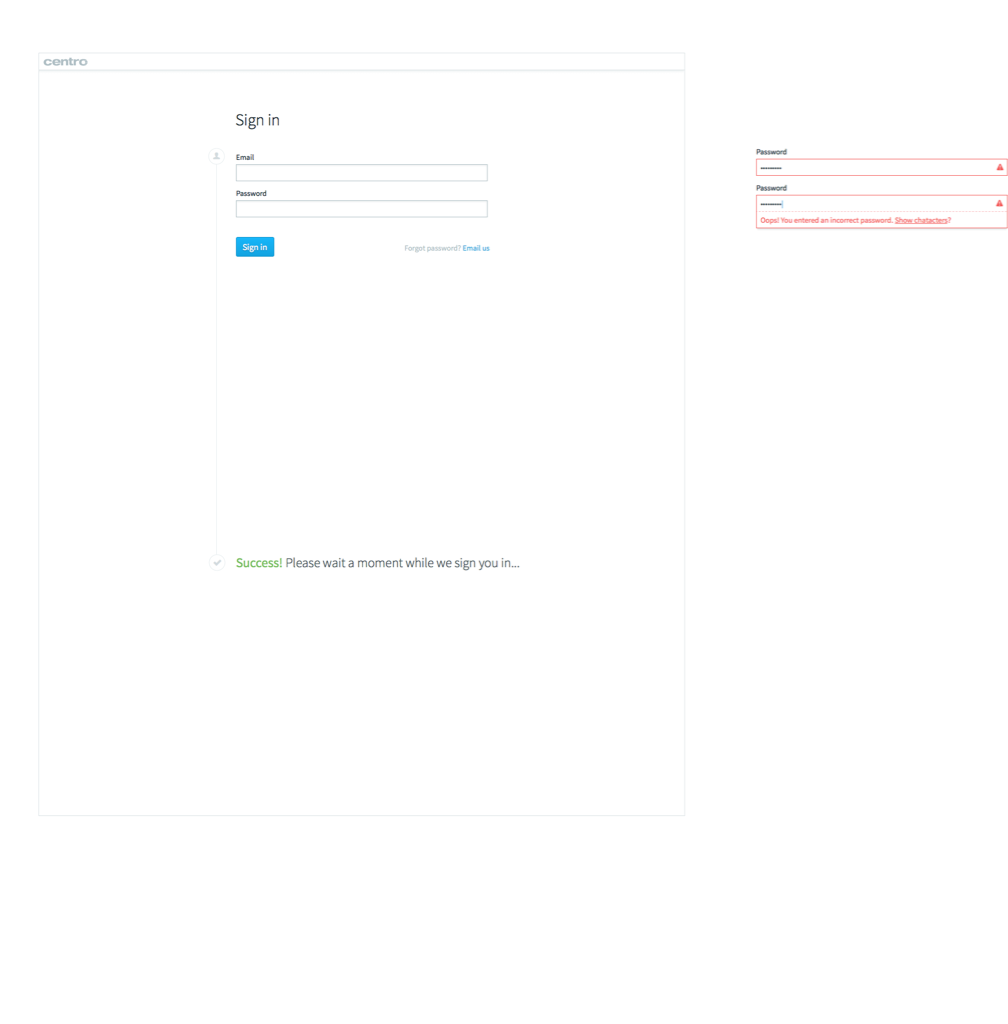 centro
Sign in
Email
Password
Sign in
Forgot password? Email us
Success! Please wait a moment while we sign you in...
Password
Password
Oops! You entered an incorrect password. Show chatacters?